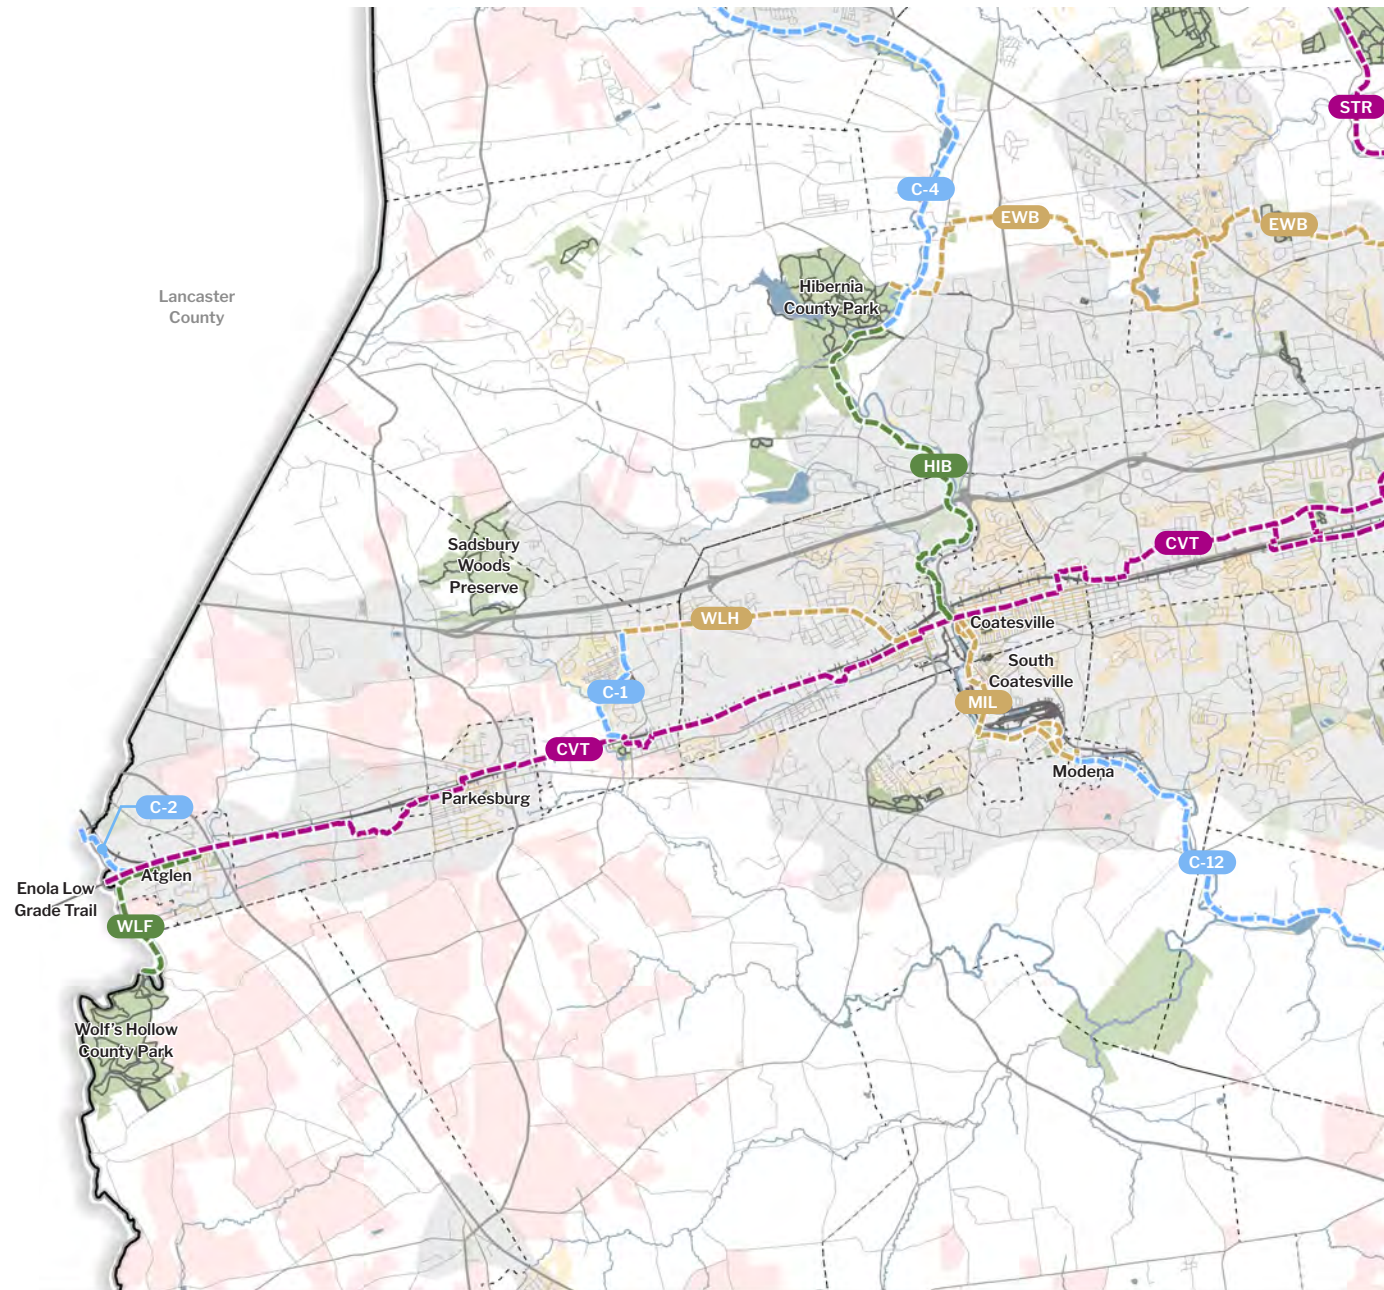 STR
C-4
EWB
EWB
Hibernia
County Park
Lancaster
County
HIB
CVT
Sadsbury
Woods
Preserve
WLH
Coatesville
South
Coatesville
C-1
MIL
CVT
Modena
Parkesburg
C-2
C-12
Atglen
Enola Low
Grade Trail
WLF
Wolf's Hollow
County Park